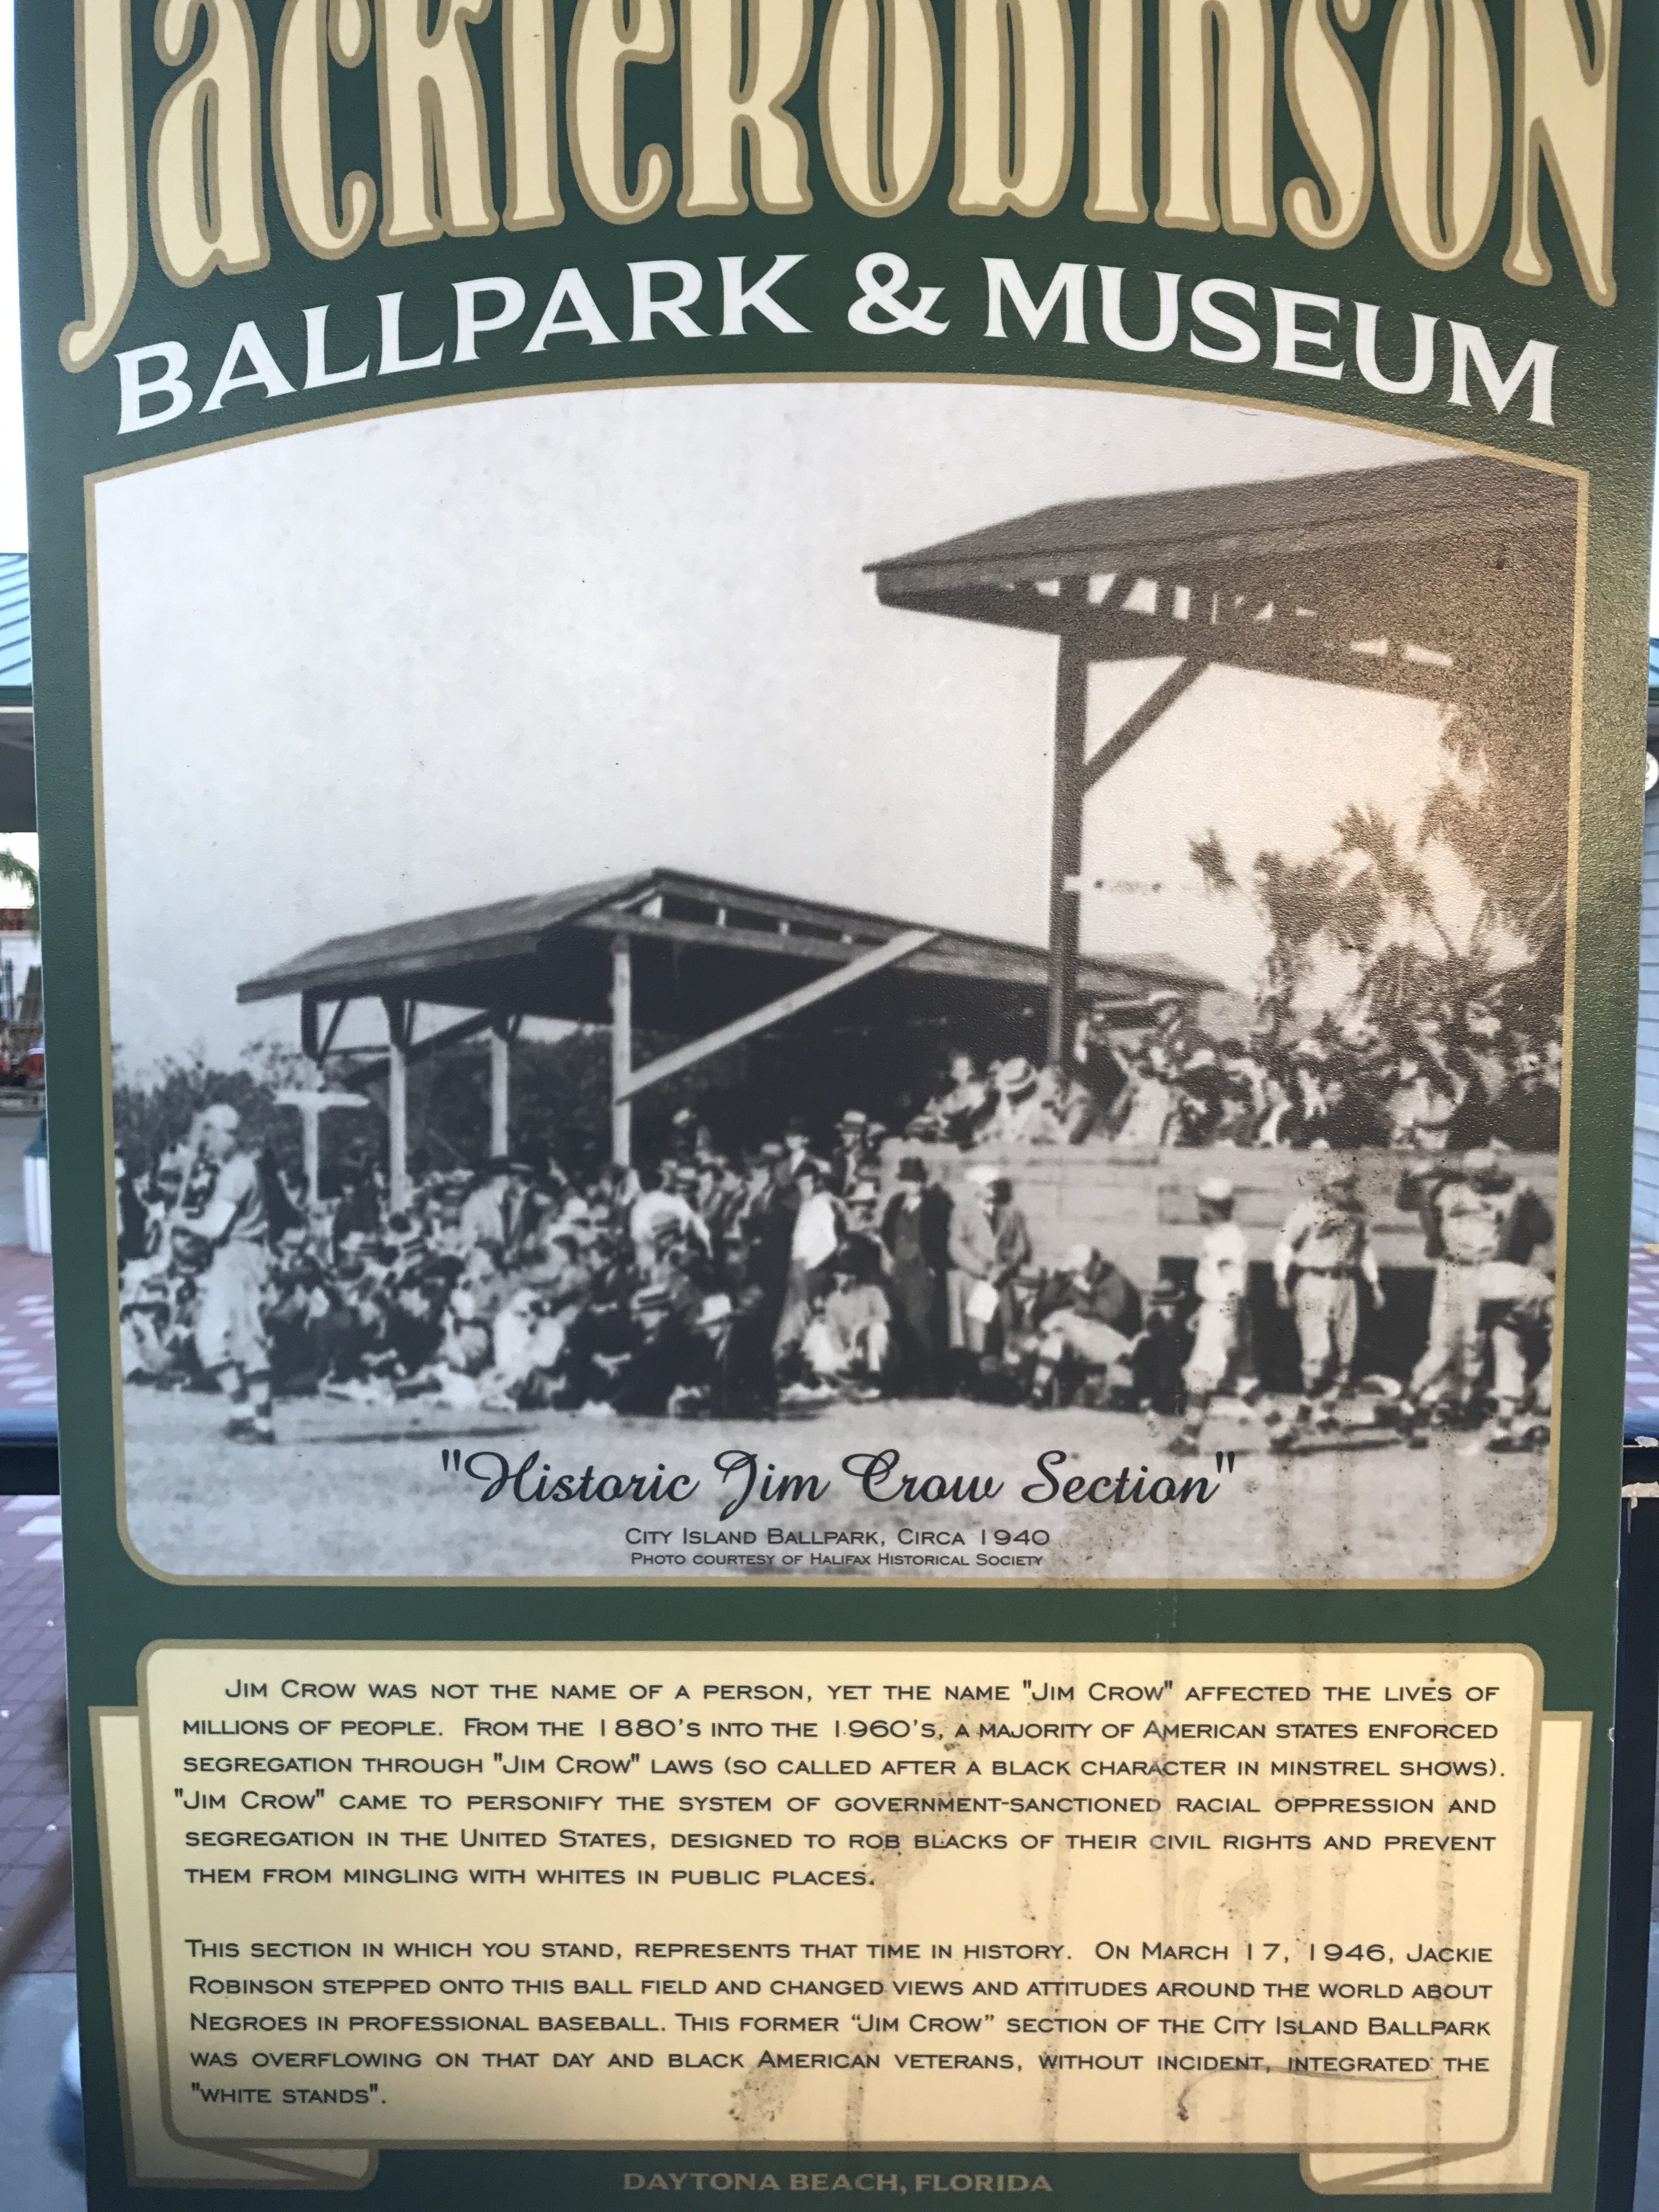 JackieRobinson
BALLPARK & MUSEUM
"Historic Jim Crow Section"
CITY ISLAND BALLPARK, CIRCA 1940
PHOTO COURTESY OF HALIFAX HISTORICAL SOCIETY
JIM CROW WAS NOT THE NAME OF A PERSON, YET THE NAME "JIM CROW" AFFECTED THE LIVES OF
MILLIONS OF PEOPLE. FROM THE 1880'S INTO THE 1960'S, A MAJORITY OF AMERICAN STATES ENFORCED
SEGREGATION THROUGH "JIM CROW" LAWS (SO CALLED AFTER A BLACK CHARACTER IN MINSTREL SHOWS).
"JIM CROW" CAME TO PERSONIFY THE SYSTEM OF GOVERNMENT-SANCTIONED RACIAL OPPRESSION AND
SEGREGATION IN THE UNITED STATES, DESIGNED TO ROB BLACKS OF THEIR CIVIL RIGHTS AND PREVENT
THEM FROM MINGLING WITH WHITES IN PUBLIC PLACES.
THIS SECTION IN WHICH YOU STAND, REPRESENTS THAT TIME IN HISTORY. ON MARCH 17, 1946, JACKIE
ROBINSON STEPPED ONTO THIS BALL FIELD AND CHANGED VIEWS AND ATTITUDES AROUND THE WORLD ABOUT
NEGROES IN PROFESSIONAL BASEBALL. THIS FORMER "JIM CROW" SECTION OF THE CITY ISLAND BALLPARK
WAS OVERFLOWING ON THAT DAY AND BLACK AMERICAN VETERANS, WITHOUT INCIDENT, INTEGRATED THE
"WHITE STANDS".
DAYTONA BEACH, FLORIDA